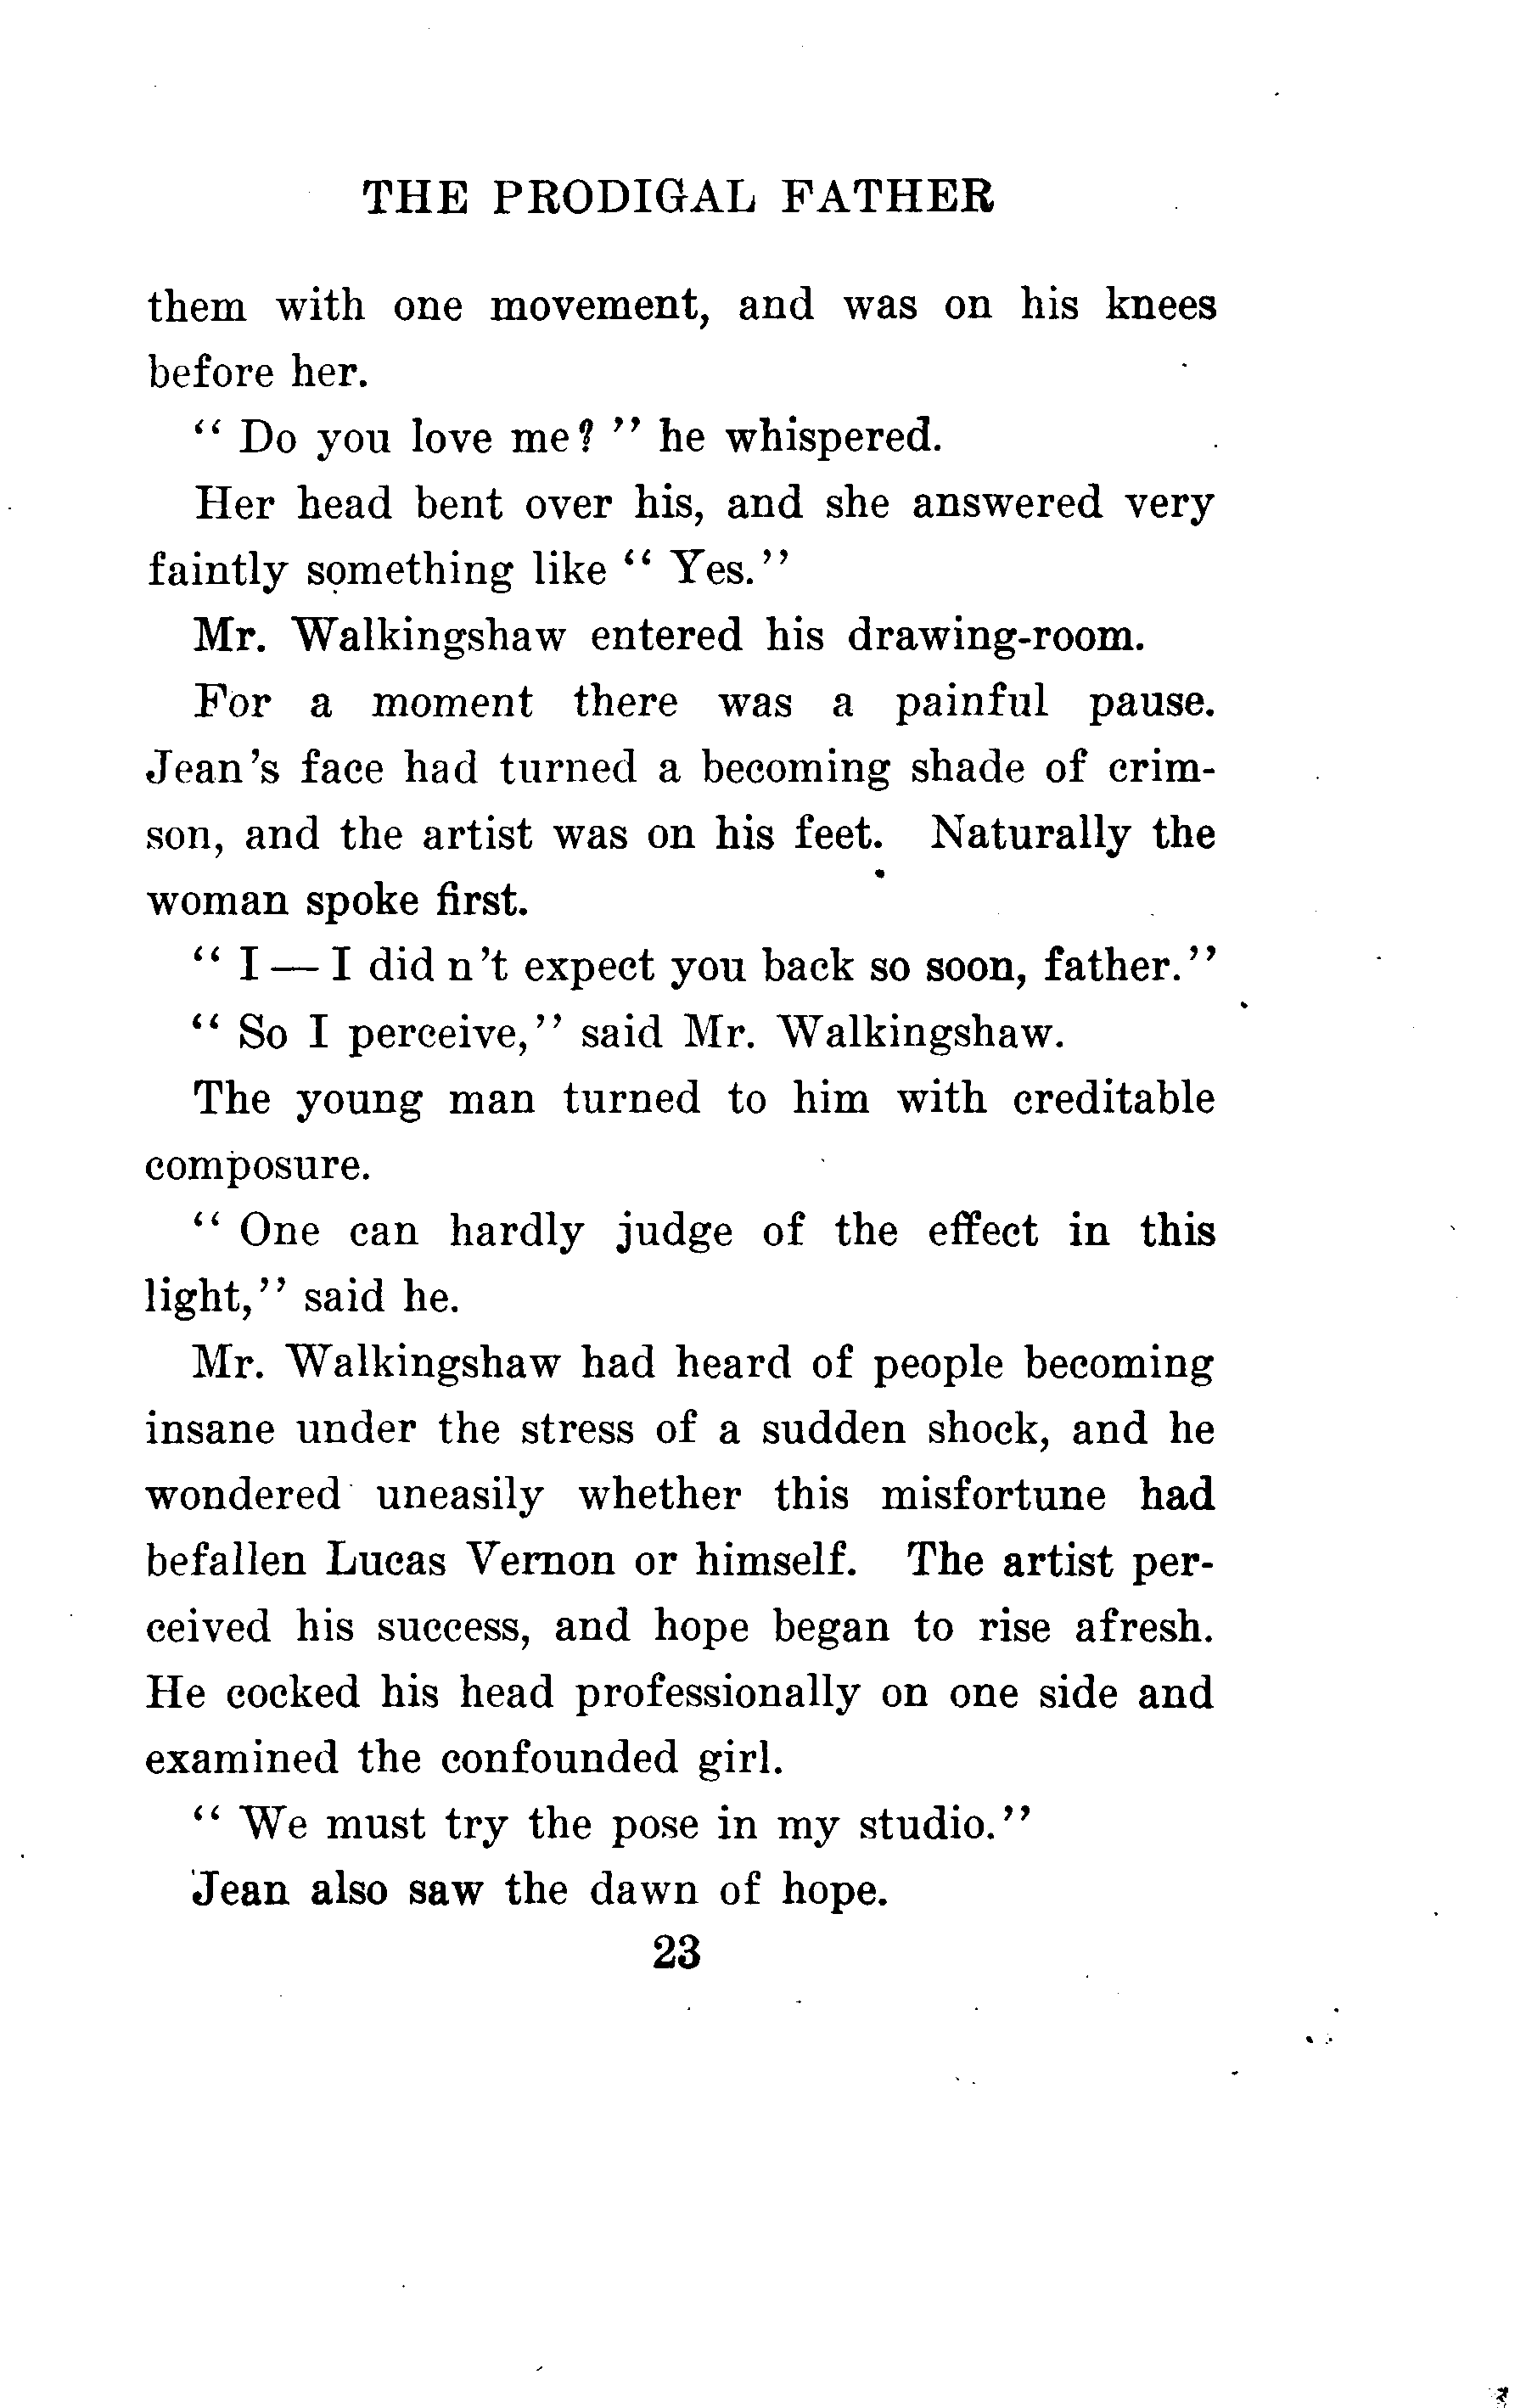 THE PRODIGAL FATHER
them with one movement, and was on his knees
before her.
" Do you love me? " he whispered.
Her head bent over his, and she answered very
faintly something like " Yes."
Mr. Walkingshaw entered his drawing-room.
For a moment there was a painful pause.
Jean's face had turned a becoming shade of crim-
son, and the artist was on his feet. Naturally the
woman spoke first.
" I — I did n't expect you back so soon, father."
" So I perceive," said Mr. Walkingshaw.
The young man turned to him with creditable
composure.
" One can hardly judge of the effect in this
light," said he.
Mr. Walkingshaw had heard of people becoming
insane under the stress of a sudden shock, and he
wondered uneasily whether this misfortune had
befallen Lucas Vernon or himself. The artist per-
ceived his success, and hope began to rise afresh.
He cocked his head professionally on one side and
examined the confounded girl.
" We must try the pose in my studio."
Jean also saw the dawn of hope.
23